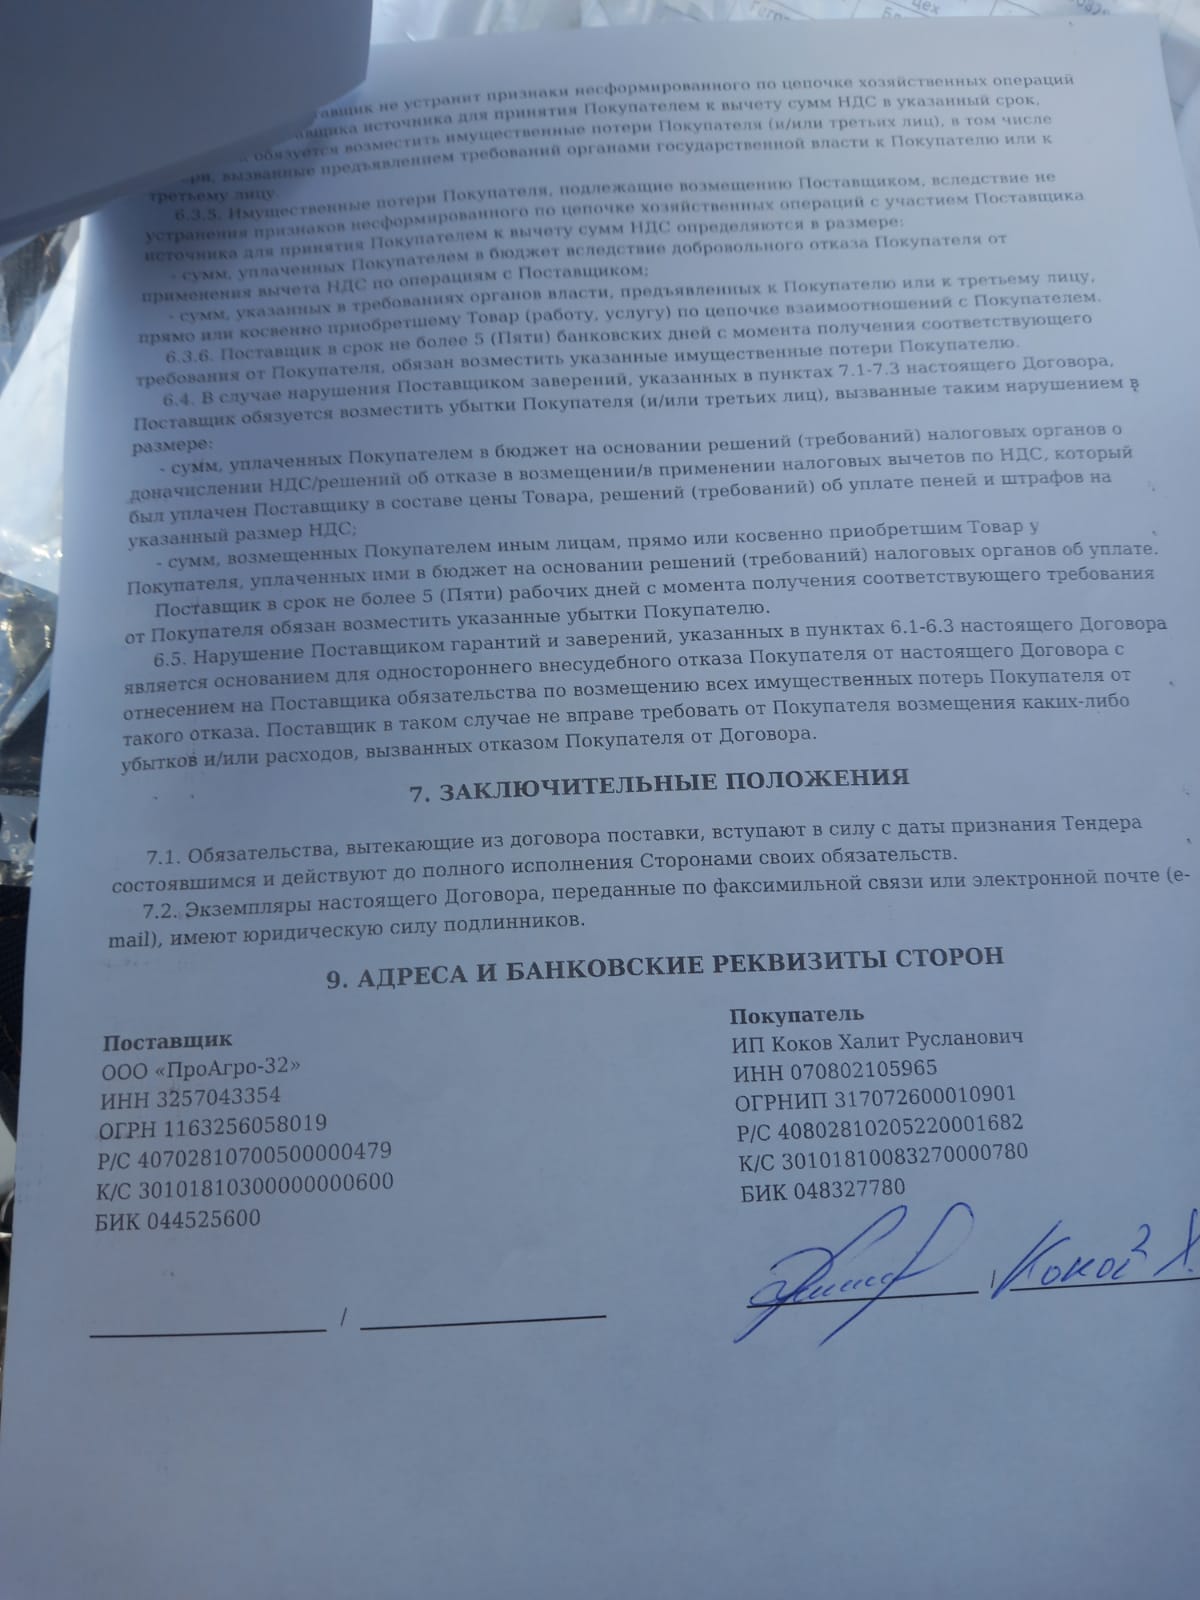 цех
не устранит признаки несформированного по цепочке хозяйственных операций
источника для принятия Покупателем к вычету сумм НДС в указанный срок,
обязуется возместить имущественные потери Покупателя (и/или третьих лиц), в том числе
вызванные предъявлением требований органами государственной власти к Покупателю или к
третьему лицу.
6.3.5. Имущественные потери Покупателя, подлежащие возмещению Поставщиком, вследствие не
устранения признаков несформированного по цепочке хозяйственных операций с участием Поставщика
источника для принятия Покупателем к вычету сумм НДС определяются в размере:
- сумм, уплаченных Покупателем в бюджет вследствие добровольного отказа Покупателя от
применения вычета НДС по операциям с Поставщиком;
- сумм, указанных в требованиях органов власти, предъявленных к Покупателю или к третьему лицу,
прямо или косвенно приобретшему Товар (работу, услугу) по цепочке взаимоотношений с Покупателем.
6.3.6. Поставщик в срок не более 5 (Пяти) банковских дней с момента получения соответствующего
требования от Покупателя, обязан возместить указанные имущественные потери Покупателю.
6.4. В случае нарушения Поставщиком заверений, указанных в пунктах 7.1-7.3 настоящего Договора,
Поставщик обязуется возместить убытки Покупателя (и/или третьих лиц), вызванные таким нарушением в
размере:
- сумм, уплаченных Покупателем в бюджет на основании решений (требований) налоговых органов о
доначислении НДС/решений об отказе в возмещении/в применении налоговых вычетов по НДС, который
был уплачен Поставщику в составе цены Товара, решений (требований) об уплате пеней и штрафов на
указанный размер НДС;
- сумм, возмещенных Покупателем иным лицам, прямо или косвенно приобретшим Товар у
Покупателя, уплаченных ими в бюджет на основании решений (требований) налоговых органов об уплате.
Поставщик в срок не более 5 (Пяти) рабочих дней с момента получения соответствующего требования
от Покупателя обязан возместить указанные убытки Покупателю.
6.5. Нарушение Поставщиком гарантий и заверений, указанных в пунктах 6.1-6.3 настоящего Договора
является основанием для одностороннего внесудебного отказа Покупателя от настоящего Договора с
отнесением на Поставщика обязательства по возмещению всех имущественных потерь Покупателя от
такого отказа. Поставщик в таком случае не вправе требовать от Покупателя возмещения каких-либо
убытков и/или расходов, вызванных отказом Покупателя от Договора.
7. ЗАКЛЮЧИТЕЛЬНЫЕ ПОЛОЖЕНИЯ
7.1. Обязательства, вытекающие из договора поставки, вступают в силу с даты признания Тендера
состоявшимся и действуют до полного исполнения Сторонами своих обязательств.
7.2. Экземпляры настоящего Договора, переданные по факсимильной связи или электронной почте (e-
mail), имеют юридическую силу подлинников.
9. АДРЕСА И БАНКОВСКИЕ РЕКВИЗИТЫ СТОРОН
Поставщик
ООО «ПроАгро-32»
ИНН 3257043354
ОГРН 1163256058019
Р/С 40702810700500000479
К/С 30101810300000000600
БИК 044525600
/
Покупатель
ИП Коков Халит Русланович
ИНН 070802105965
ОГРНИП 317072600010901
Р/С 40802810205220001682
К/С 30101810083270000780
БИК 048327780
/ Коков Х.